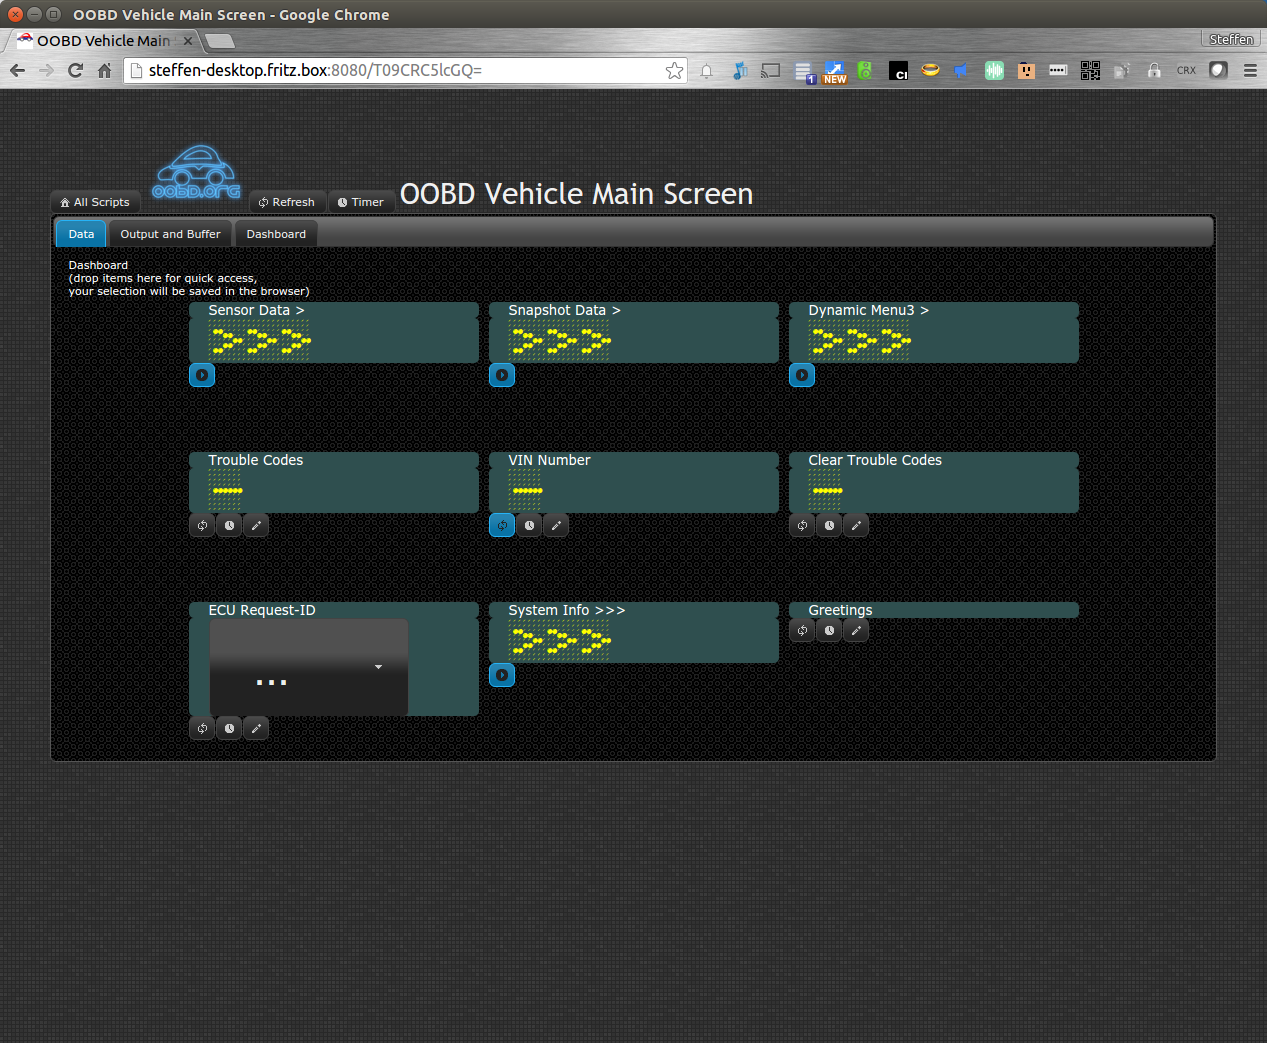 OOBD Vehicle Main Screen - Google Chrome
OOBD Vehicle Main
Steffen
steffen-desktop.fritz.box:8080/T09CRC5lcGQ=
1
NEW
CI
CRX
OOBD.ORG
All Scripts
Refresh
Timer
OOBD Vehicle Main Screen
Data
Output and Buffer
Dashboard
Dashboard
(drop items here for quick access,
your selection will be saved in the browser)
Sensor Data >
Snapshot Data >
Dynamic Menu3 >
>>>
>>>
>>>
Trouble Codes
VIN Number
Clear Trouble Codes
-
-
-
ECU Request-ID
System Info >>>
Greetings
...
>>>